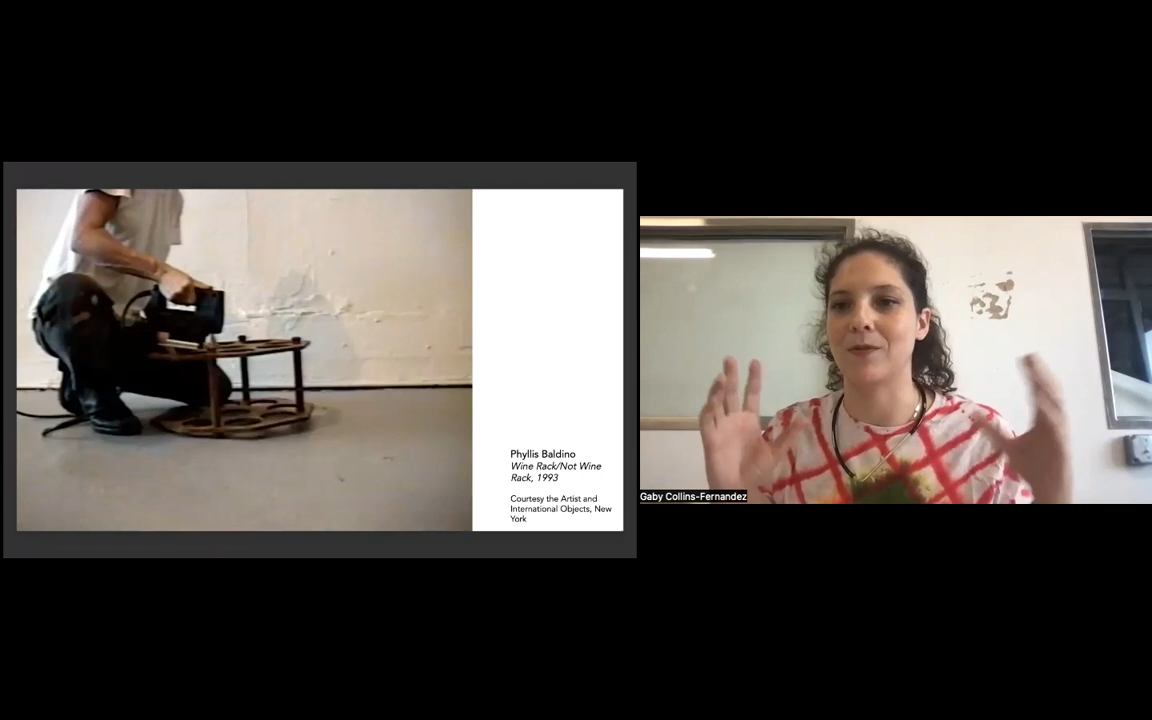 Phyllis Baldino
Wine Rack/Not Wine
Rack, 1993
Courtesy the Artist and
International Objects, New
York
Gaby Collins-Fernandez